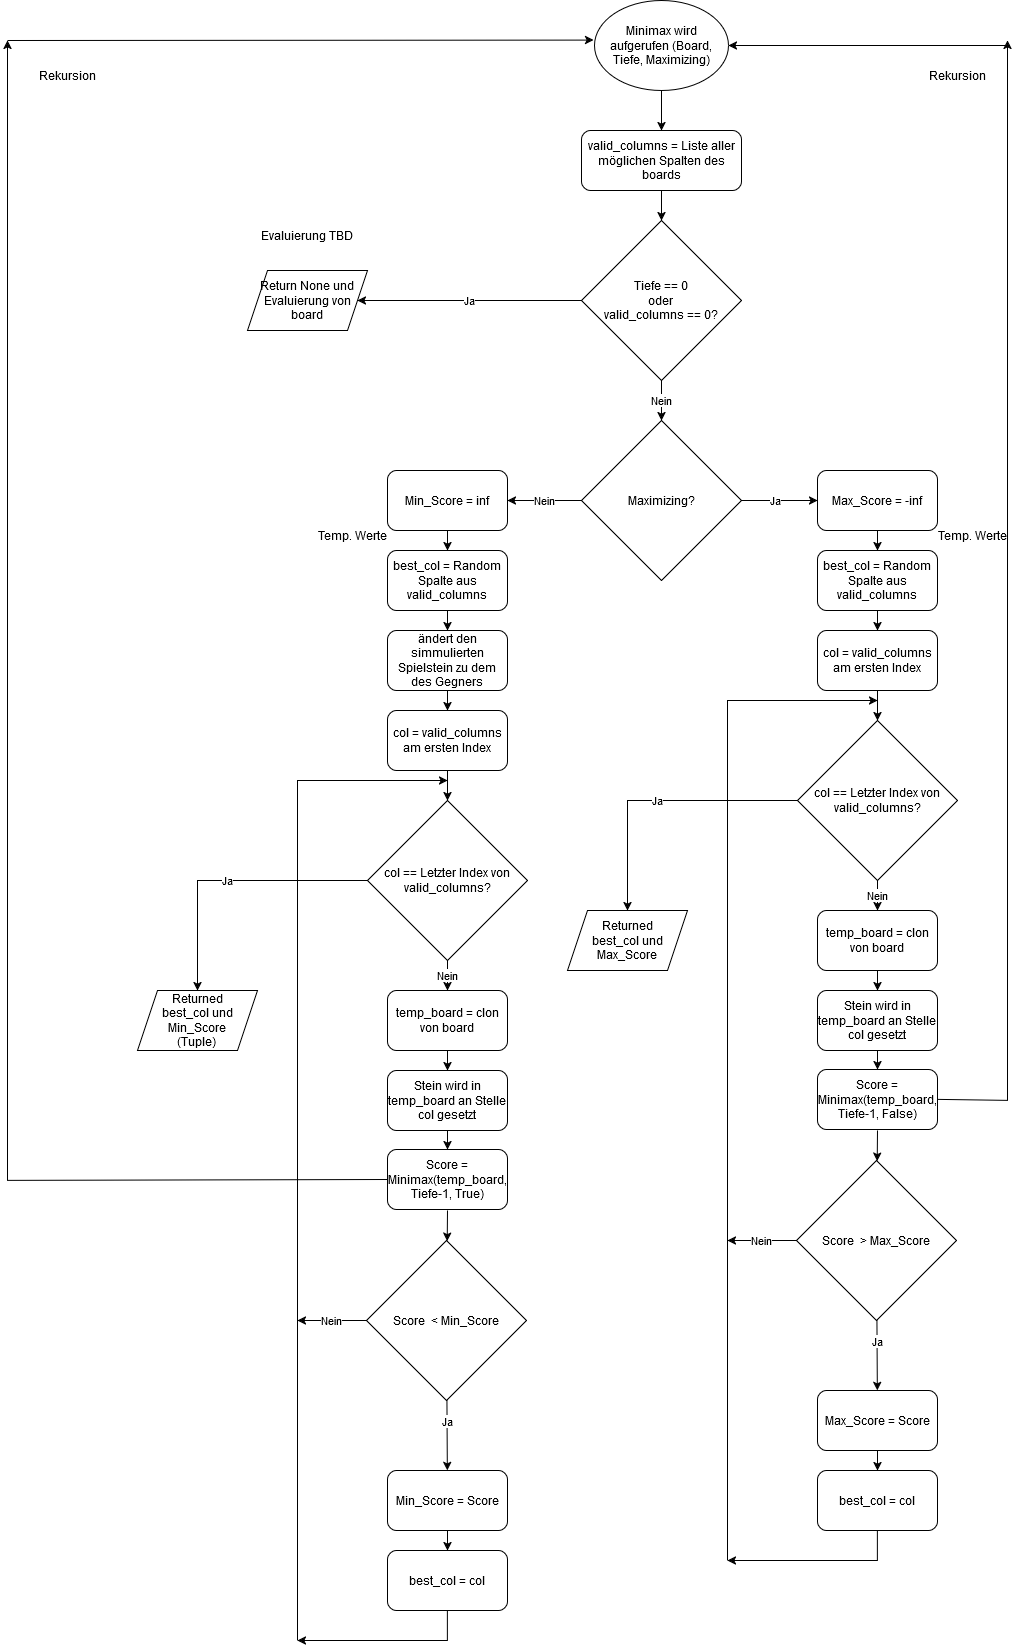 Minimax wird
aufgerufen (Board,
Tiefe, Maximizing)
Rekursion
Rekursion
valid_columns = Liste aller
möglichen Spalten des
boards
Evaluierung TBD
Return None und
Evaluierung von
board
Ja
Tiefe == 0
oder
valid_columns == 0?
Nein
Min_Score = inf
Nein
Maximizing?
Ja
Max_Score = -inf
Temp. Werte
Temp. Werte
best_col = Random
Spalte aus
valid_columns
best_col = Random
Spalte aus
valid_columns
ändert den
simmulierten
Spielstein zu dem
des Gegners
col = valid_columns
am ersten Index
col = valid_columns
am ersten Index
Ja
col == Letzter Index von
valid_columns?
Nein
Ja
col == Letzter Index von
valid_columns?
Nein
Returned
best_col und
Max_Score
temp_board = clon
von board
Returned
best_col und
Min_Score
(Tuple)
temp_board = clon
von board
Stein wird in
temp_board an Stelle
col gesetzt
Stein wird in
temp_board an Stelle
col gesetzt
Score =
Minimax(temp_board,
Tiefe-1, False)
Score =
Minimax(temp_board,
Tiefe-1, True)
Nein
Score > Max_Score
Ja
Nein
Score < Min_Score
Ja
Max_Score = Score
Min_Score = Score
best_col = col
best_col = col